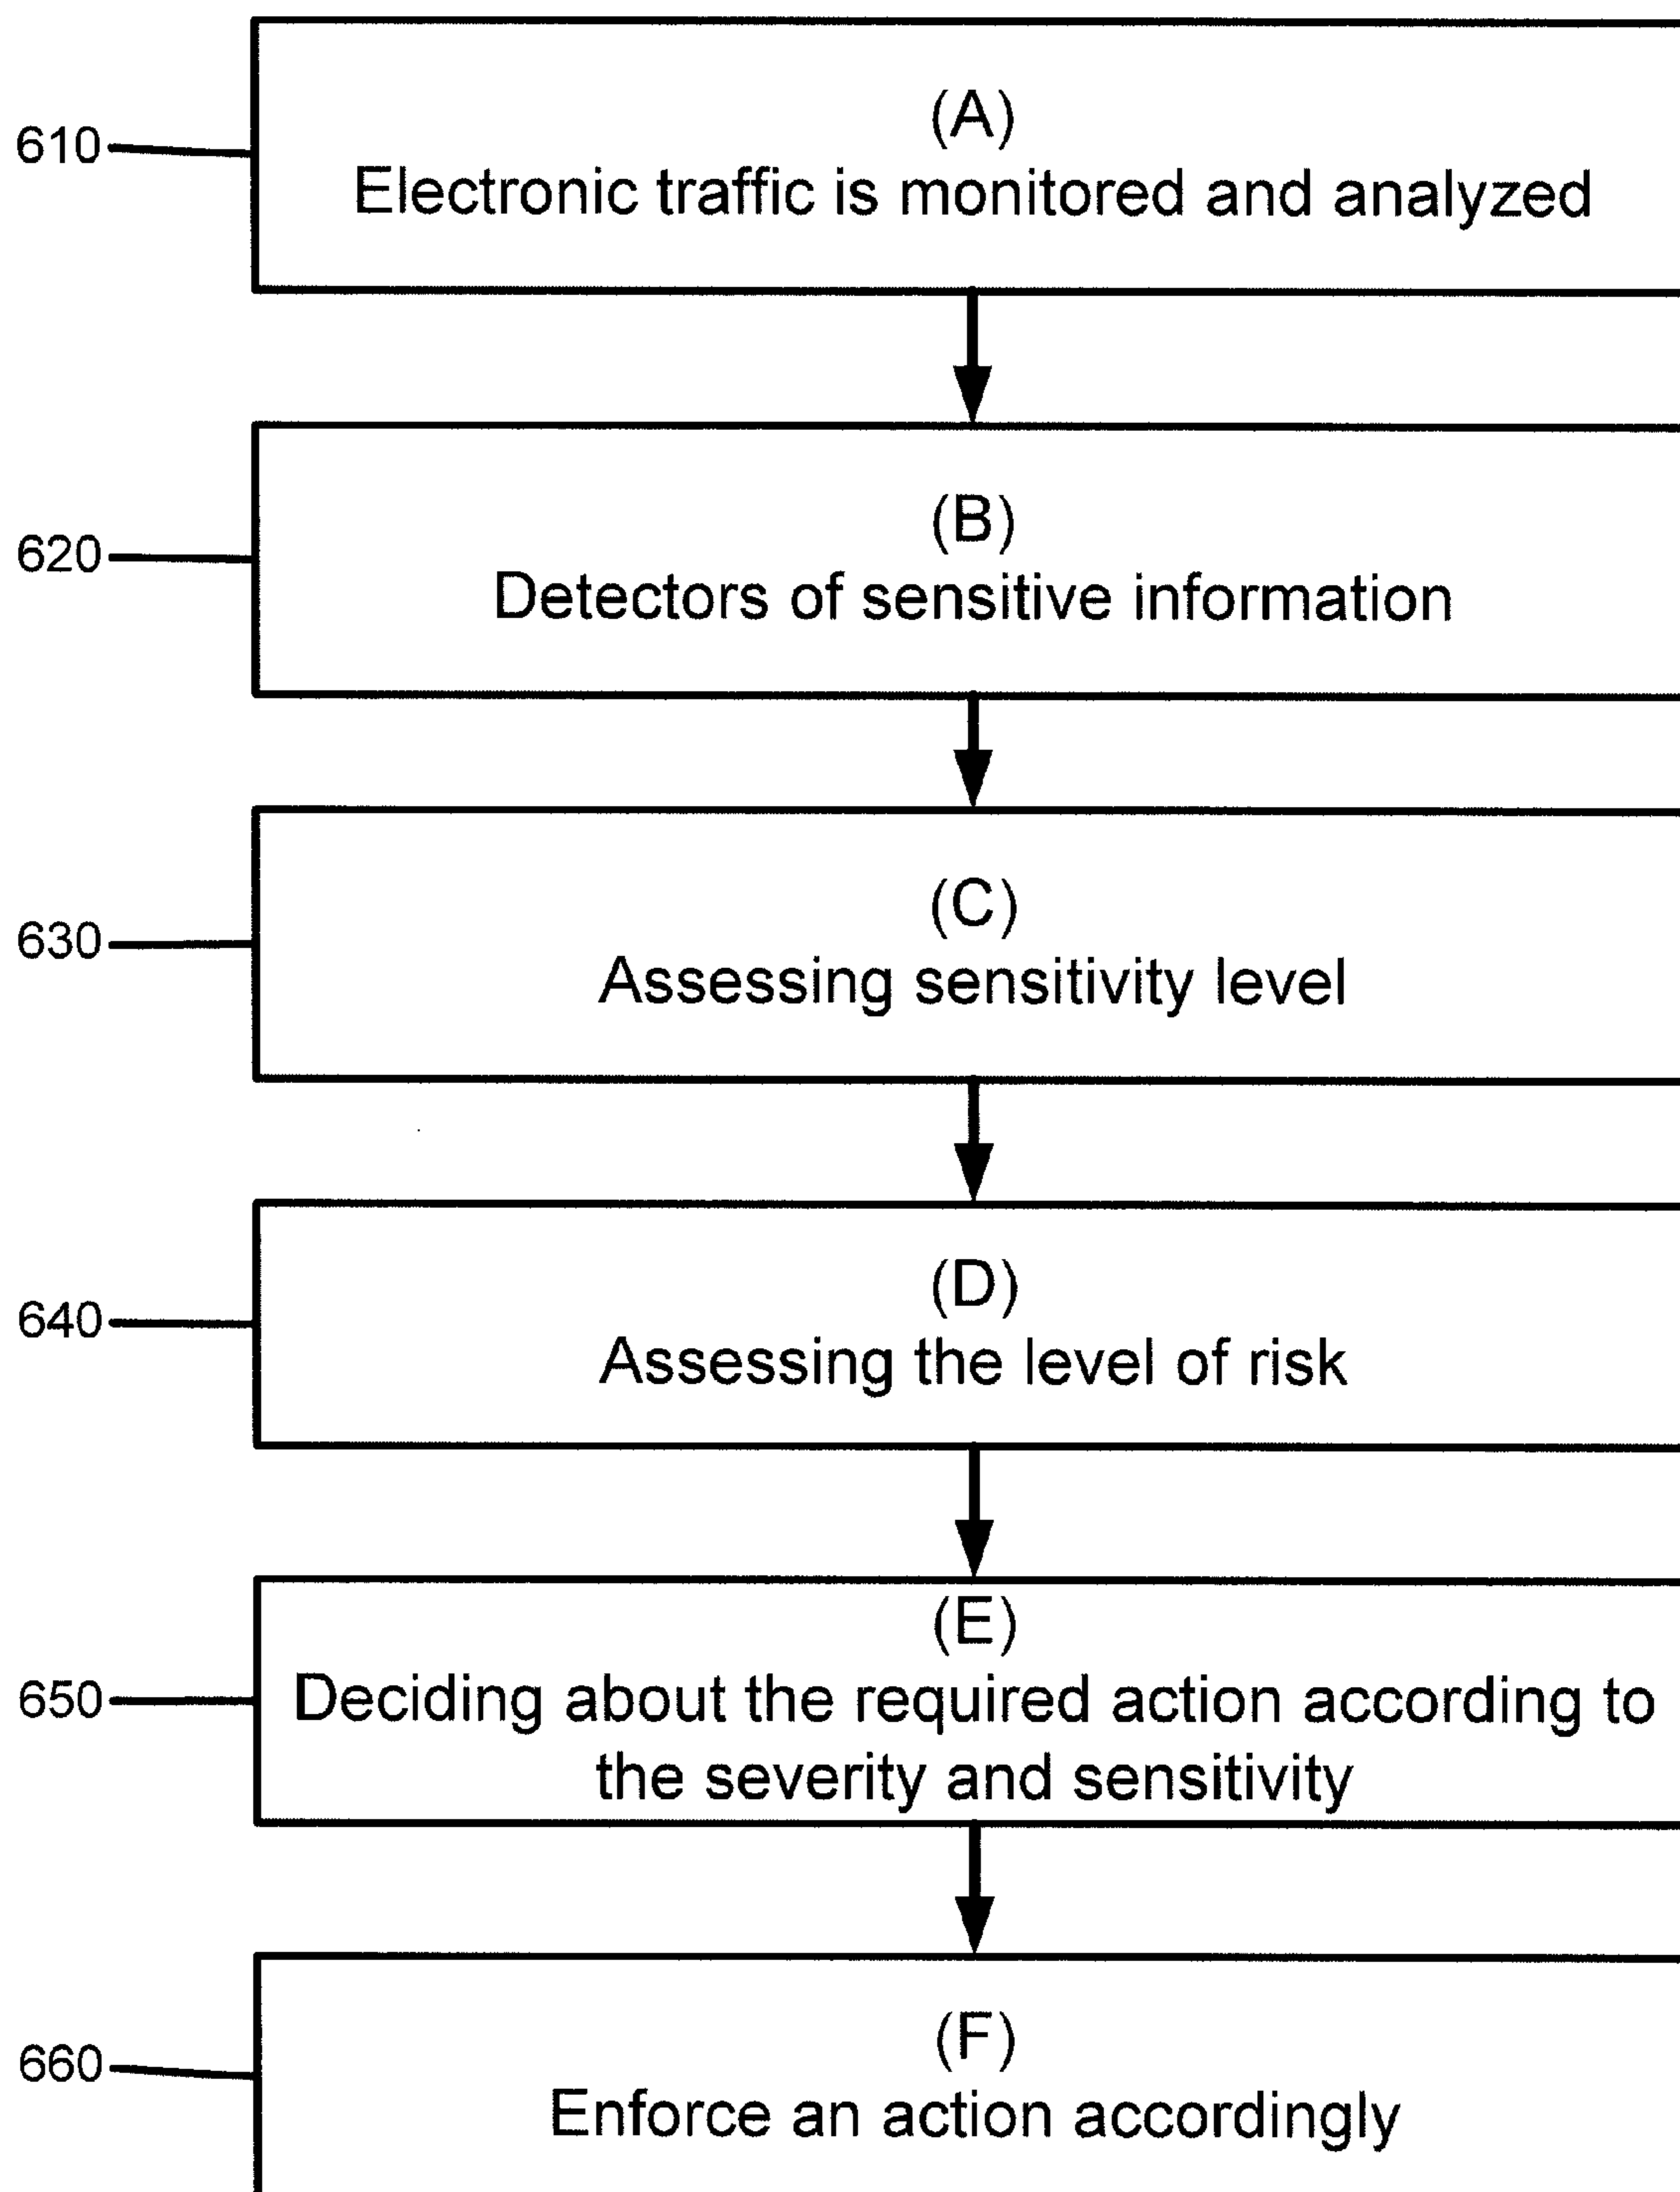 (A)
610
Electronic traffic is monitored and analyzed
(B)
620
Detectors of sensitive information
(C)
630
Assessing sensitivity level
(D)
640
Assessing the level of risk
(E)
650
Deciding about the required action according to
the severity and sensitivity
(F)
660
Enforce an action accordingly